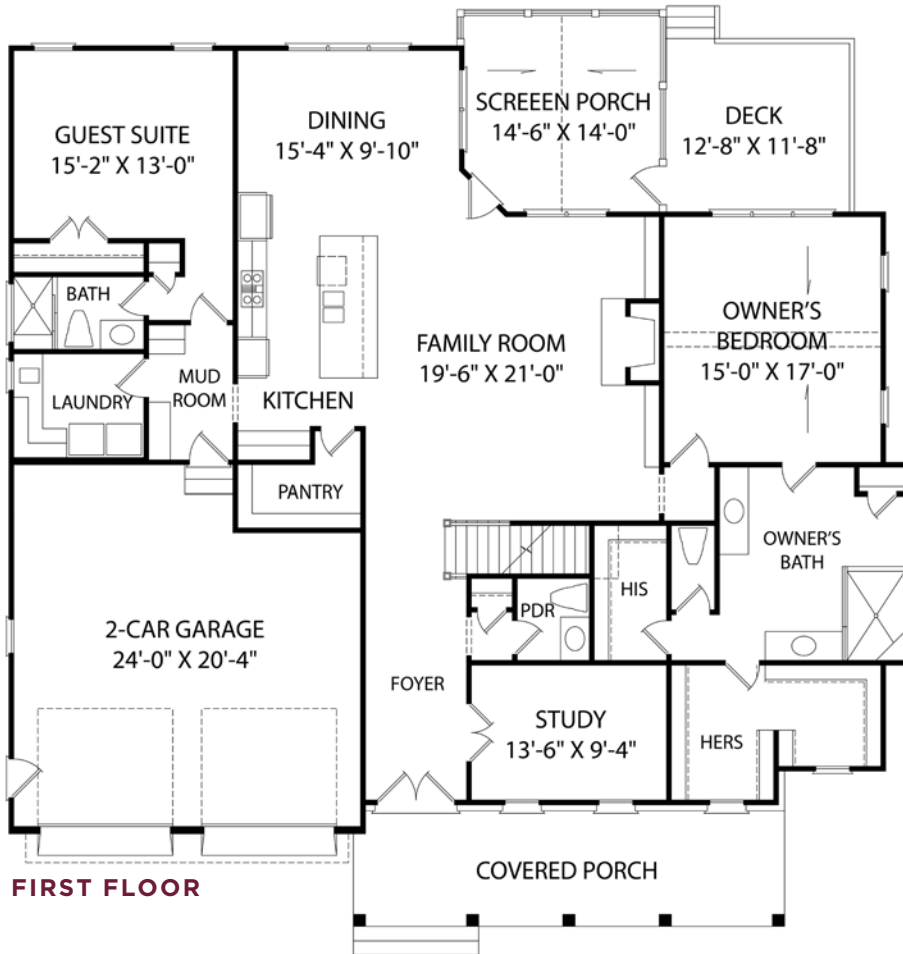 GUEST SUITE
15'-2" X 13'-0"
DINING
15'-4" X 9'-10"
SCREEEN PORCH
14'-6" X 14'-0"
DECK
12'-8" X 11'-8"
BATH
LAUNDRY
MUD
ROOM
KITCHEN
FAMILY ROOM
19'-6" X 21'-0"
OWNER'S
BEDROOM
15'-0" X 17'-0"
PANTRY
OWNER'S
BATH
HIS
PDR
2-CAR GARAGE
24'-0" X 20'-4"
FOYER
STUDY
13'-6" X 9'-4"
HERS
COVERED PORCH
FIRST FLOOR